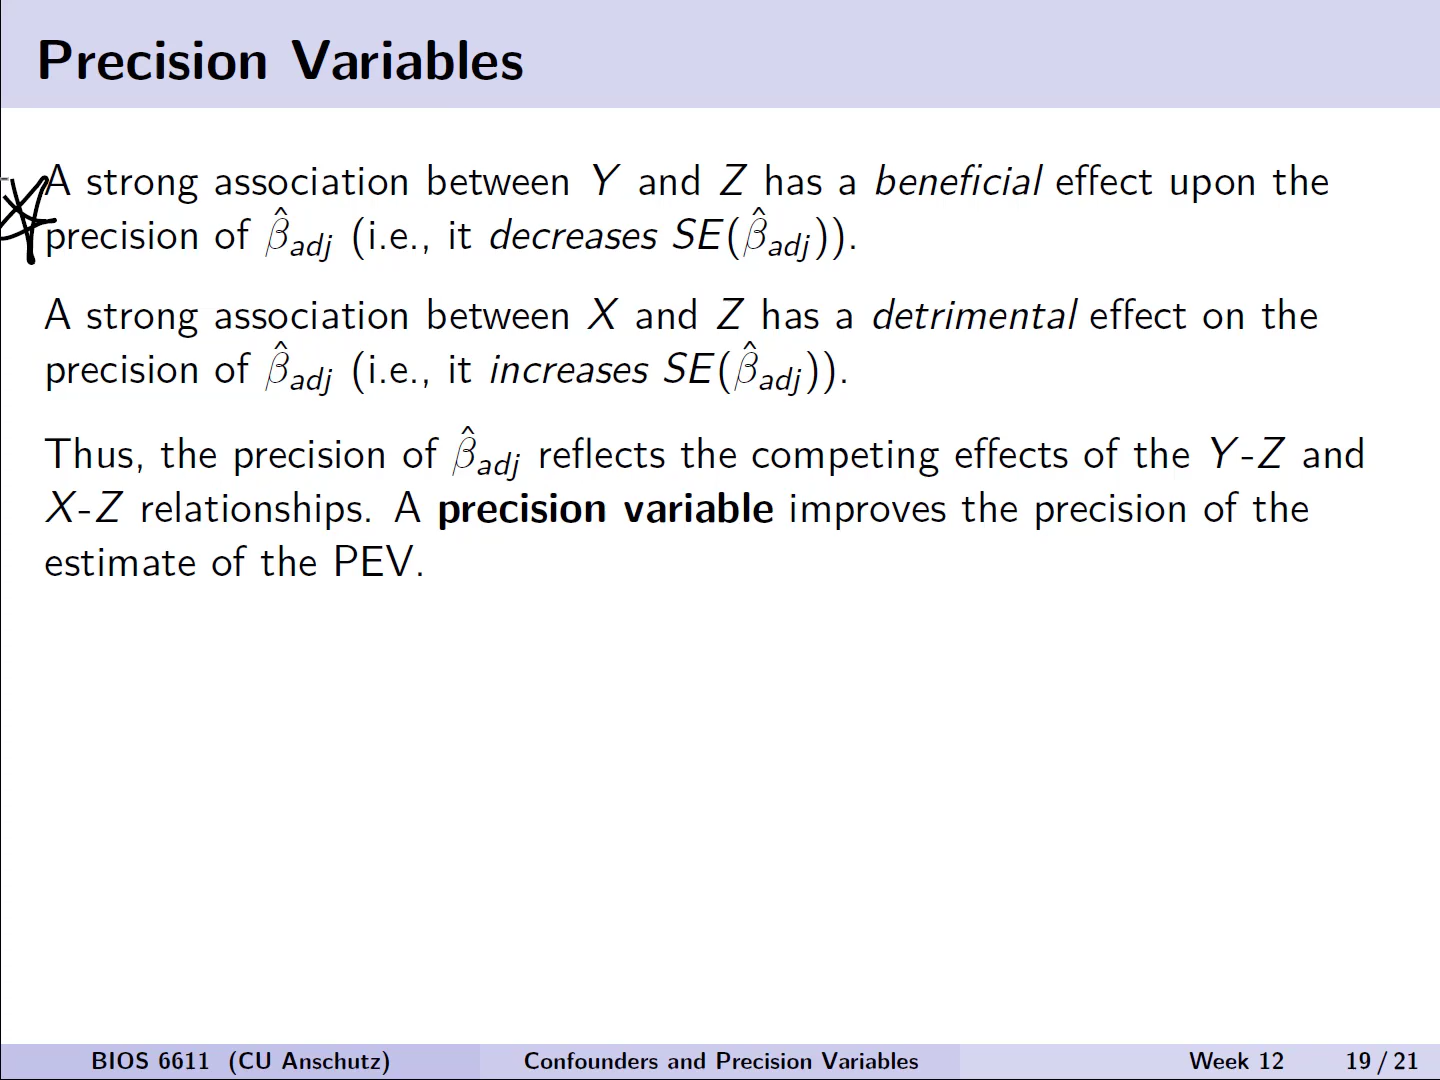 Precision Variables
A strong association between Y and Z has a beneficial effect upon the
precision of β̂adj (i.e., it decreases SE(β̂adj)).
A strong association between X and Z has a detrimental effect on the
precision of β̂adj (i.e., it increases SE(β̂adj)).
Thus, the precision of β̂adj reflects the competing effects of the Y-Z and
X-Z relationships. A precision variable improves the precision of the
estimate of the PEV.
BIOS 6611 (CU Anschutz) Confounders and Precision Variables Week 12 19 / 21